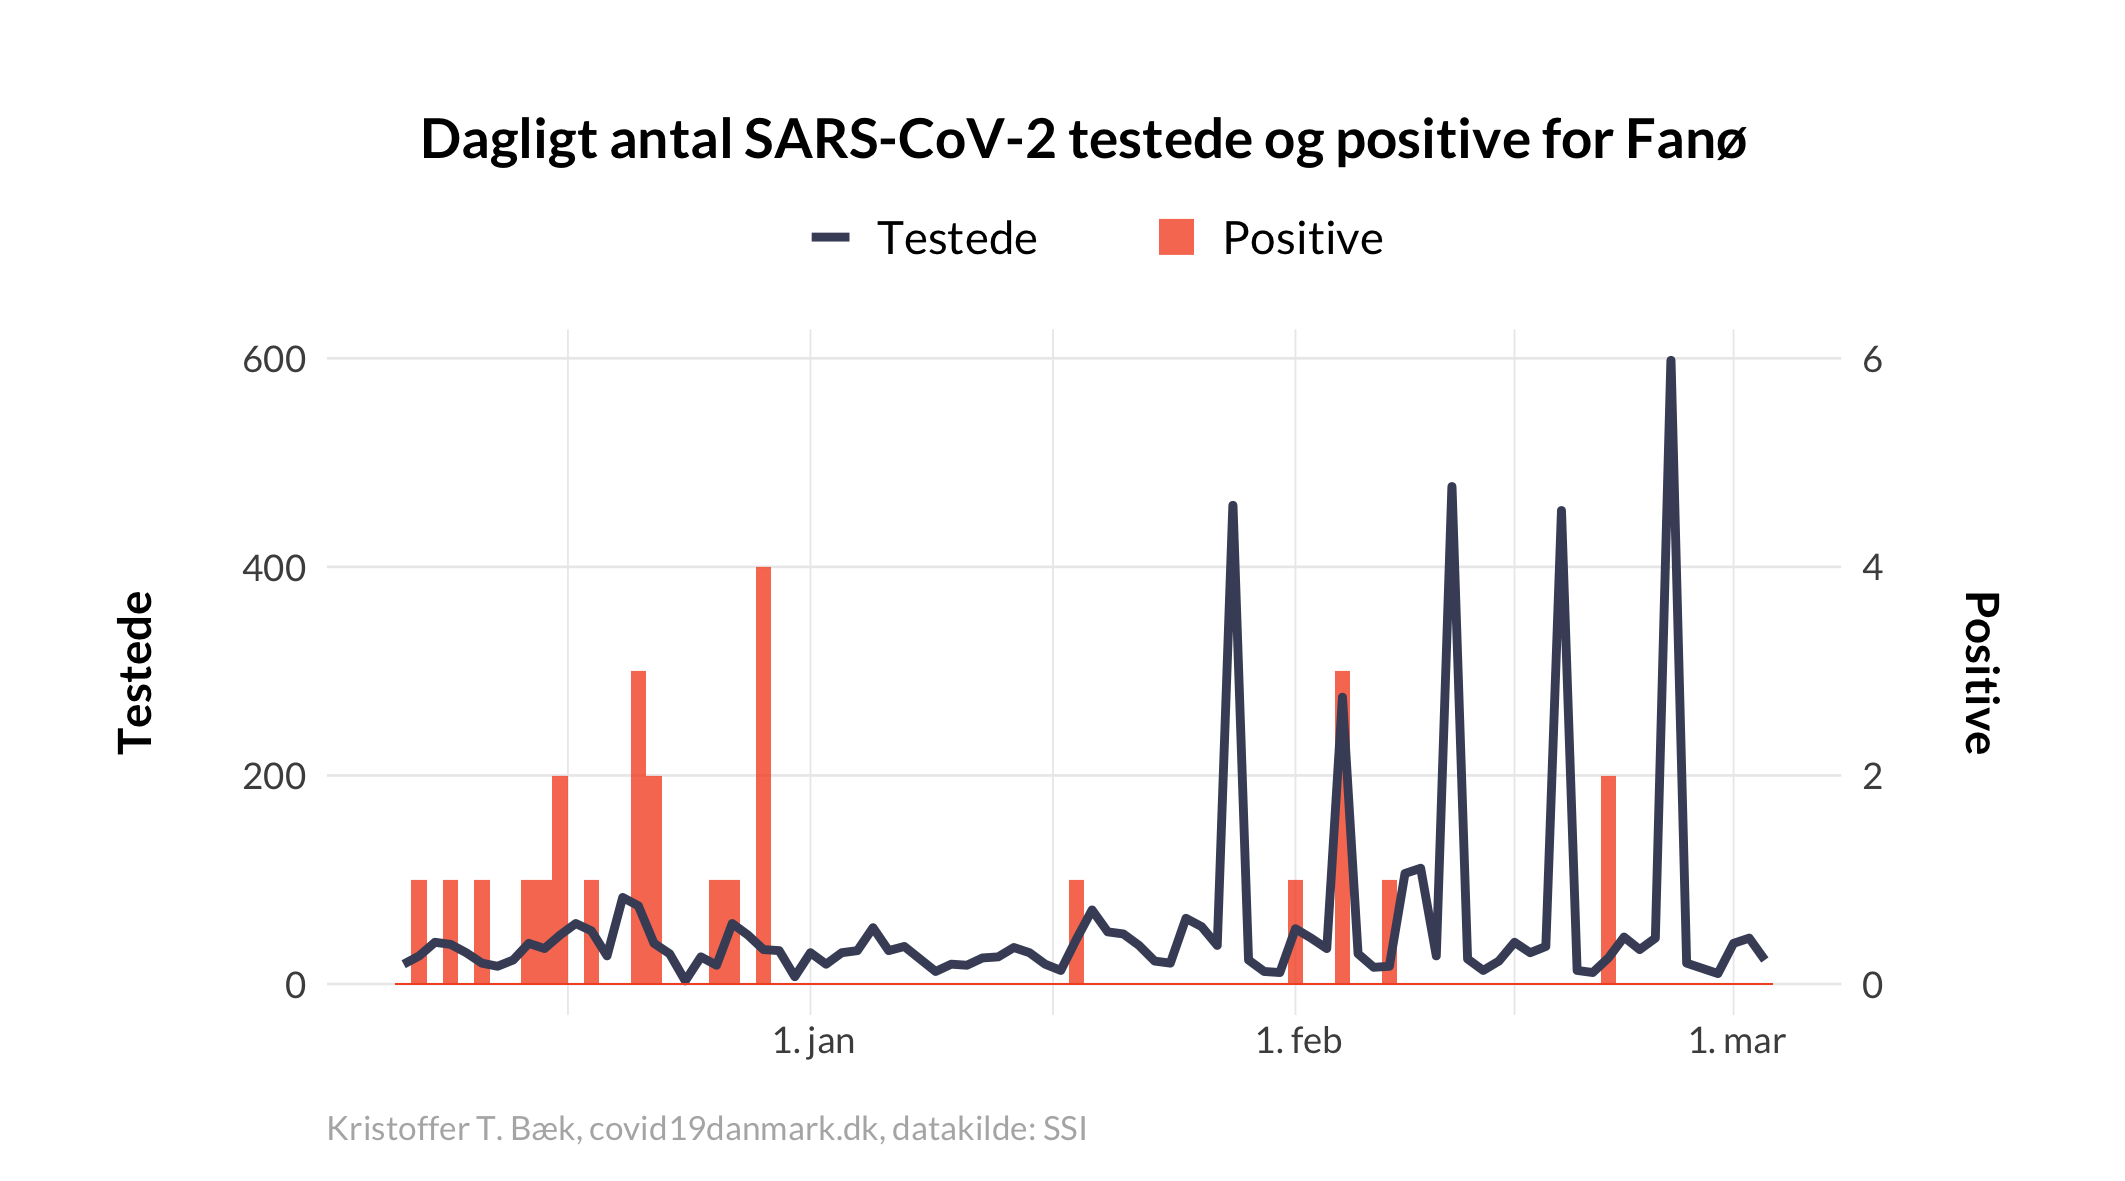 Dagligt antal SARS-CoV-2 testede og positive for Fanø
Testede
Positive
600
400
200
0
6
4
2
0
Testede
Positive
1. jan
1. feb
1. mar
Kristoffer T. Bæk, covid19danmark.dk, datakilde: SSI